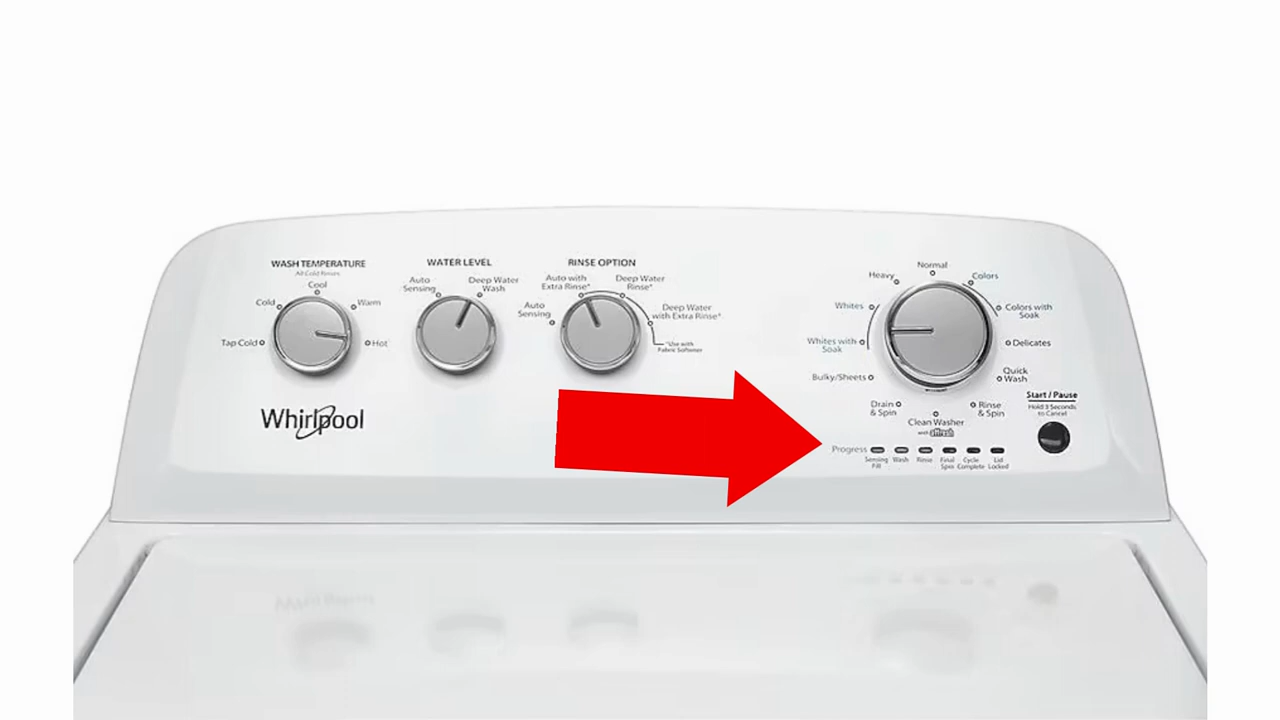 WASH TEMPERATURE
All Cold Rinses
Cool
Cold
Warm
Tap Cold
Hot
WATER LEVEL
Auto
Sensing
Deep Water
Wash
RINSE OPTION
Auto with
Extra Rinse*
Deep Water
Rinse*
Auto
Sensing
Deep Water
with Extra Rinse*
*Use with
Fabric Softener
Normal
Heavy
Colors
Whites
Colors with
Soak
Whites with
Soak
Delicates
Bulky/Sheets
Quick
Wash
Drain
& Spin
Rinse
& Spin
Clean Washer
with affresh
Start / Pause
Hold 3 Seconds
to Cancel
Whirlpool
Progress
Sensing
Fill
Wash
Rinse
Final
Spin
Cycle
Complete
Lid
Locked